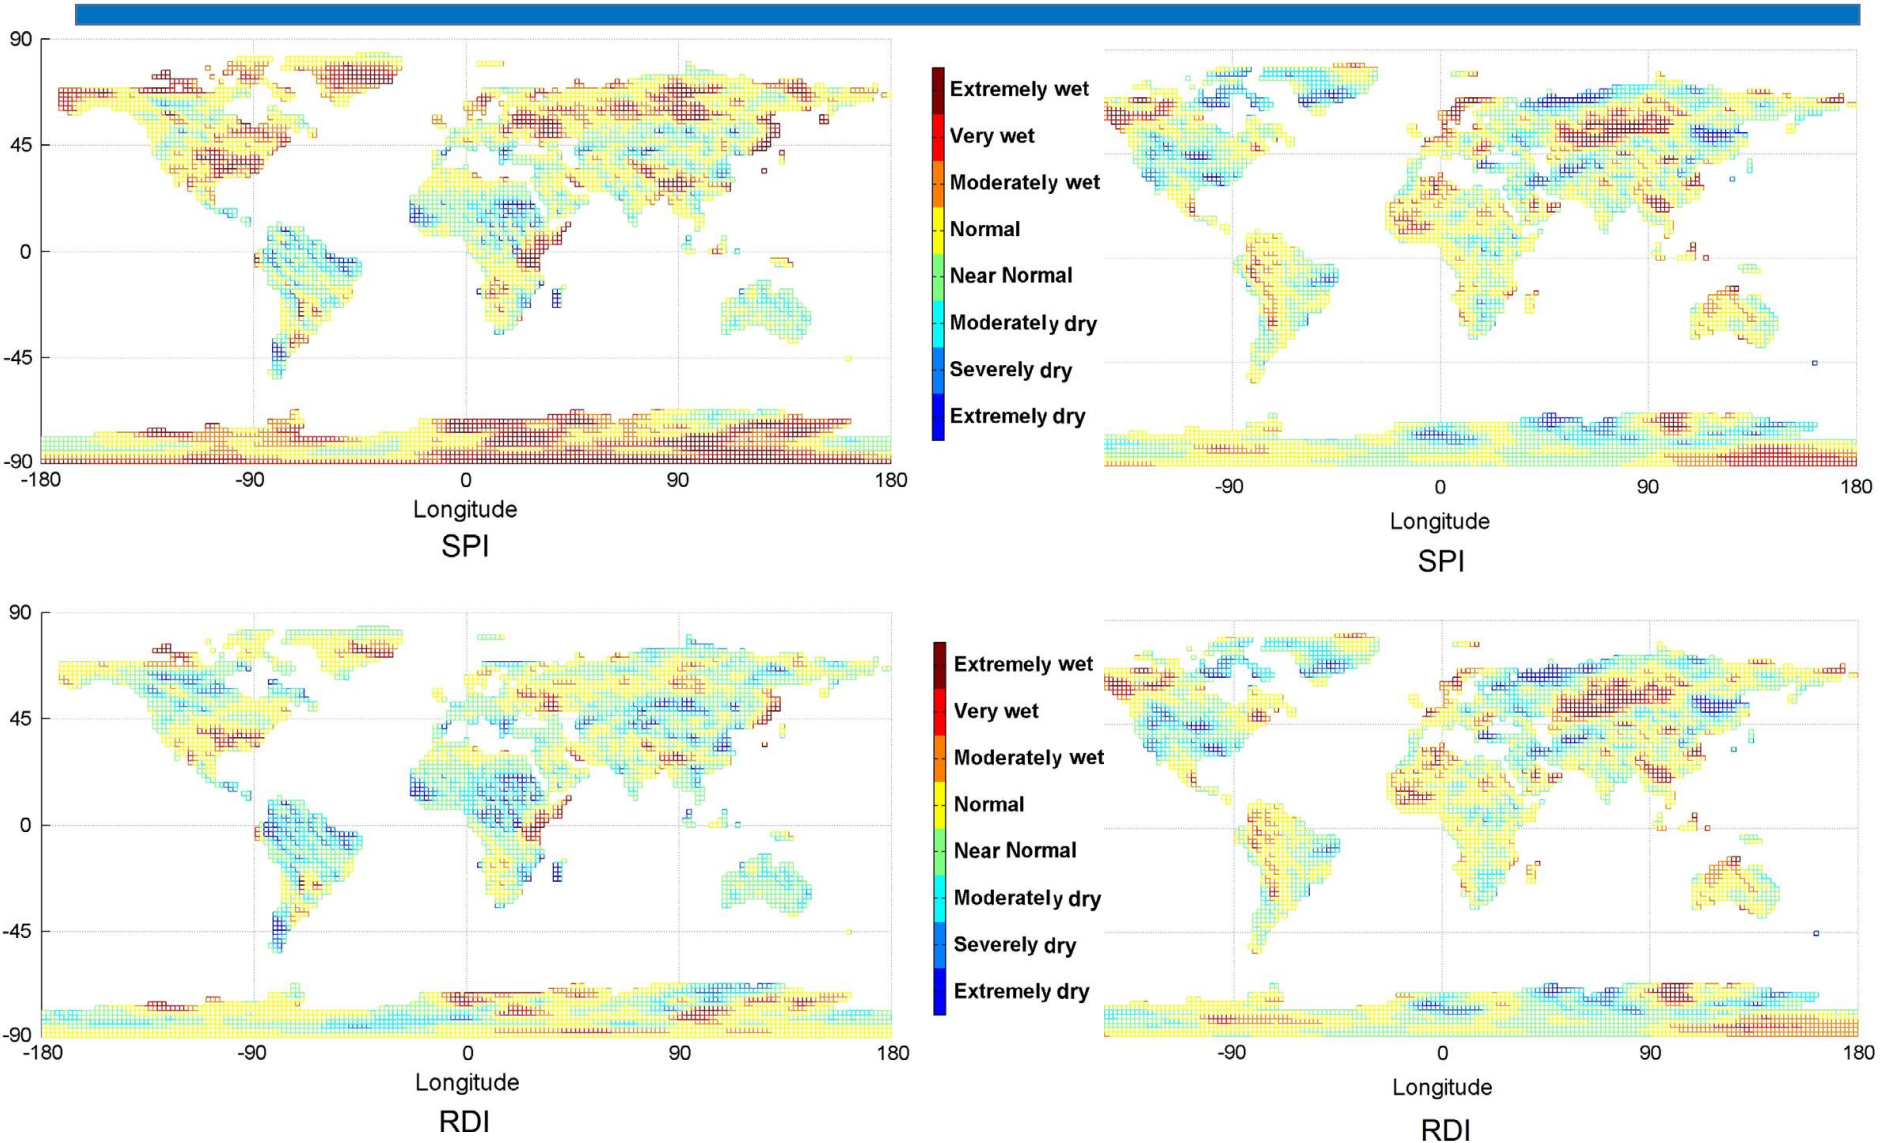 90
45
0
-45
-90
-180
-90
0
90
180
Longitude
SPI
Extremely wet
Very wet
Moderately wet
Normal
Near Normal
Moderately dry
Severely dry
Extremely dry
-90
0
90
180
Longitude
SPI
90
45
0
-45
-90
-180
-90
0
90
180
Longitude
RDI
Extremely wet
Very wet
Moderately wet
Normal
Near Normal
Moderately dry
Severely dry
Extremely dry
-90
0
90
180
Longitude
RDI